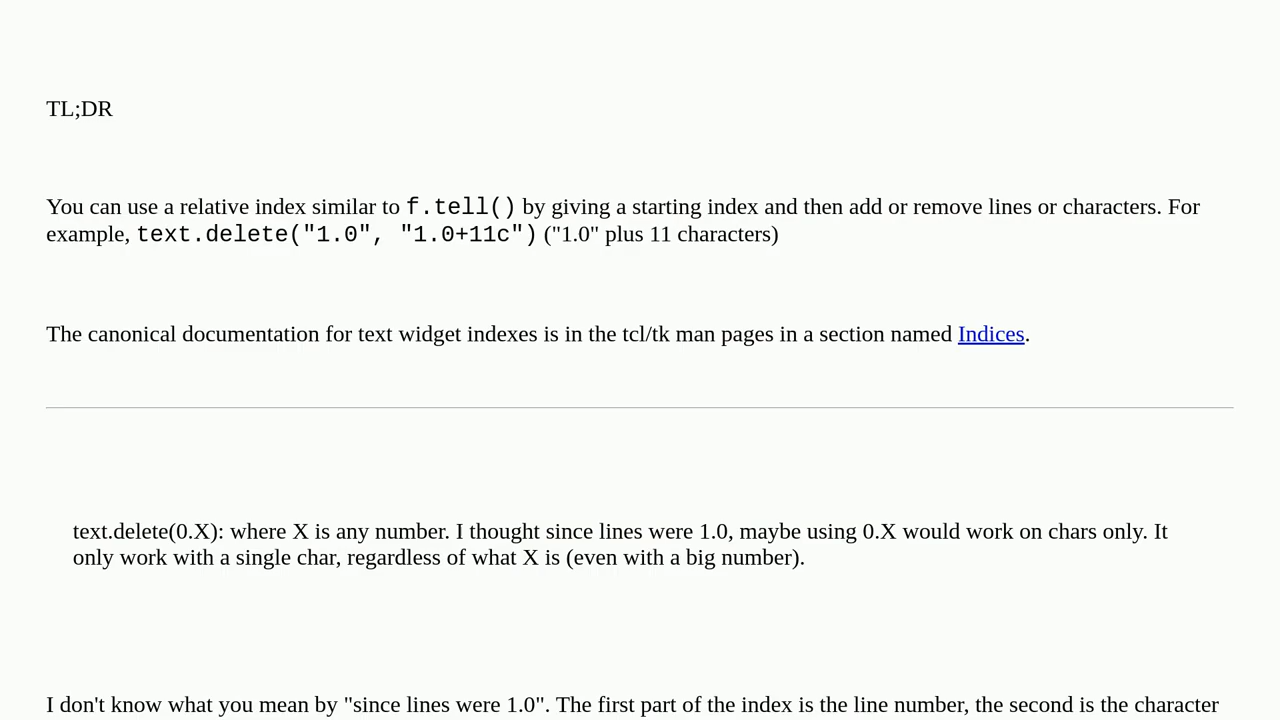 TL;DR
You can use a relative index similar to f.tell() by giving a starting index and then add or remove lines or characters. For
example, text.delete("1.0", "1.0+11c") ("1.0" plus 11 characters)
The canonical documentation for text widget indexes is in the tcl/tk man pages in a section named Indices.
text.delete(0.X): where X is any number. I thought since lines were 1.0, maybe using 0.X would work on chars only. It
only work with a single char, regardless of what X is (even with a big number).
I don't know what you mean by "since lines were 1.0". The first part of the index is the line number, the second is the character